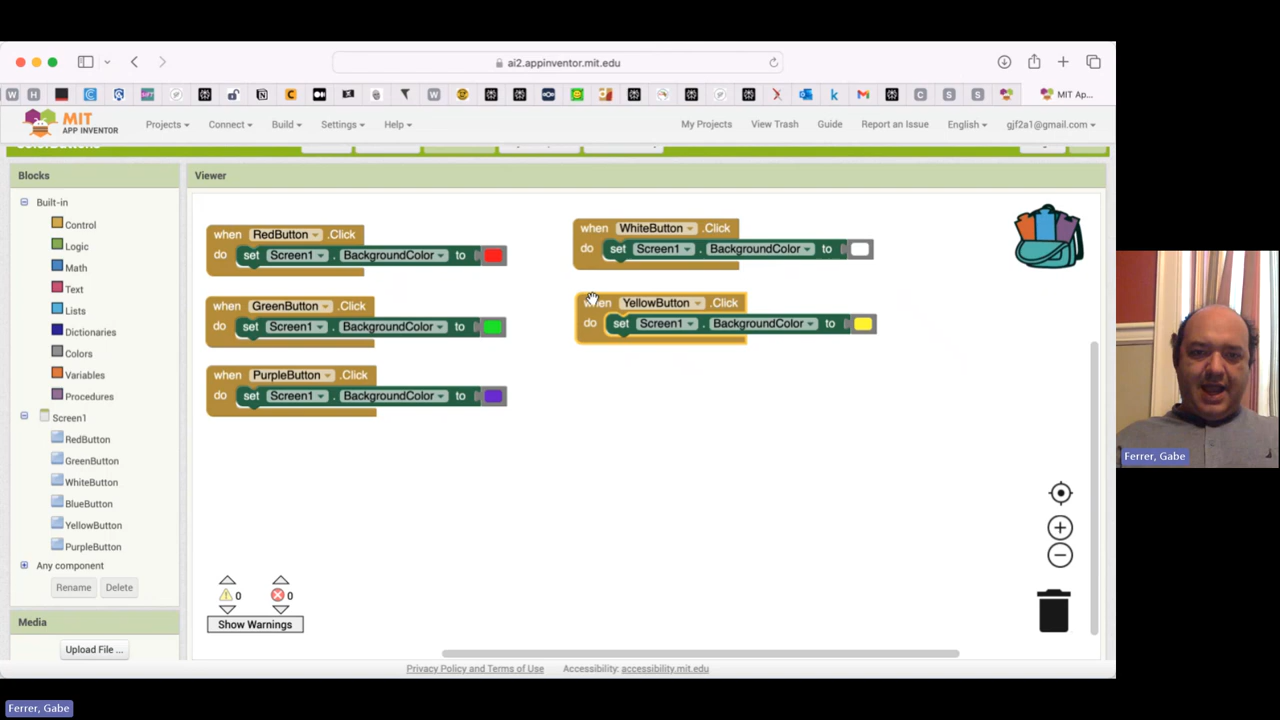 ai2.appinventor.mit.edu
MIT Ap...
MIT
APP INVENTOR
Projects
Connect
Build
Settings
Help
My Projects
View Trash
Guide
Report an Issue
English
gjf2a1@gmail.com
Blocks
Viewer
Built-in
Control
Logic
Math
Text
Lists
Dictionaries
Colors
Variables
Procedures
Screen1
RedButton
GreenButton
WhiteButton
BlueButton
YellowButton
PurpleButton
Any component
Rename
Delete
Media
Upload File ...
when RedButton .Click
do set Screen1 . BackgroundColor to
when GreenButton .Click
do set Screen1 . BackgroundColor to
when PurpleButton .Click
do set Screen1 . BackgroundColor to
when WhiteButton .Click
do set Screen1 . BackgroundColor to
when YellowButton .Click
do set Screen1 . BackgroundColor to
0
0
Show Warnings
Privacy Policy and Terms of Use
Accessibility: accessibility.mit.edu
Ferrer, Gabe
Ferrer, Gabe